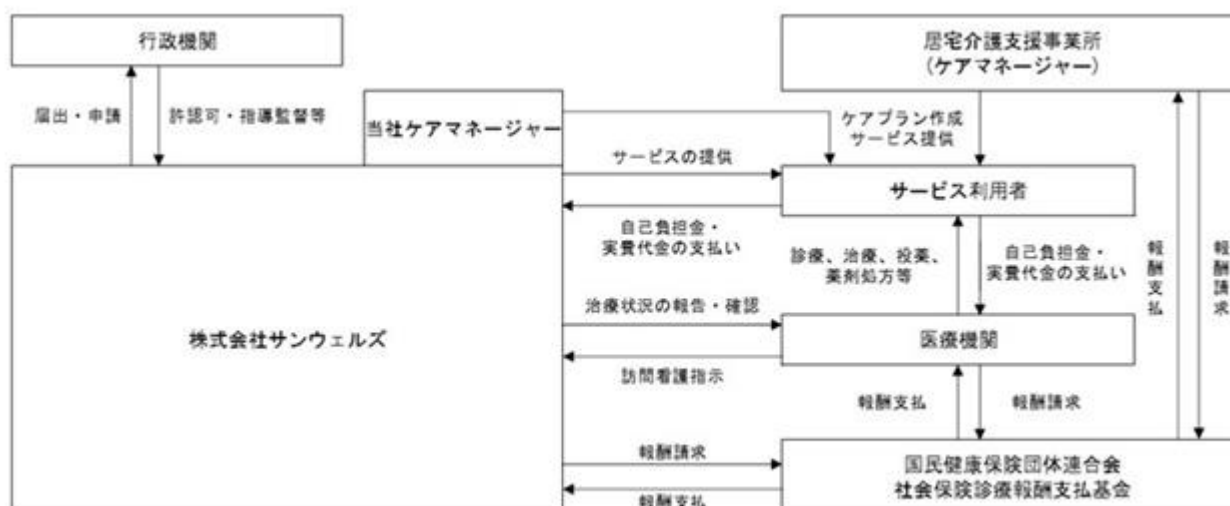 行政機関
居宅介護支援事業所
(ケアマネージャー)
届出・申請
許認可・指導監督等
当社ケアマネージャー
ケアプラン作成
サービス提供
サービスの提供
サービス利用者
自己負担金・
実費代金の支払い
診療、治療、投薬、
薬剤処方等
自己負担金・
実費代金の支払い
報酬支払
報酬請求
治療状況の報告・確認
株式会社サンウェルズ
医療機関
訪問看護指示
報酬支払
報酬請求
報酬請求
国民健康保険団体連合会
社会保険診療報酬支払基金
報酬支払